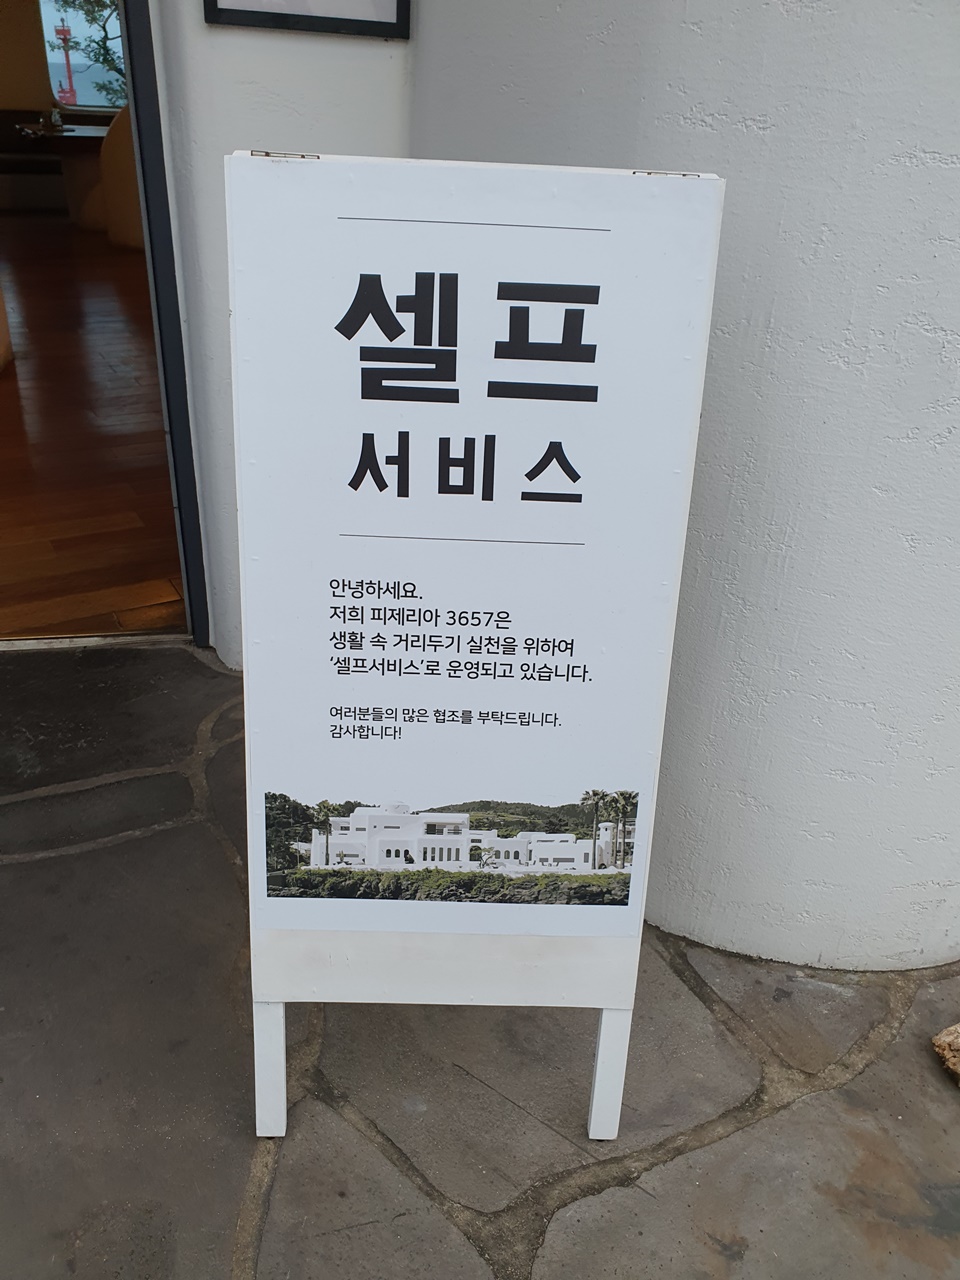 셀프
서비스
안녕하세요.
저희 피제리아 3657은
생활 속 거리두기 실천을 위하여
'셀프서비스'로 운영되고 있습니다.
여러분들의 많은 협조를 부탁드립니다.
감사합니다!